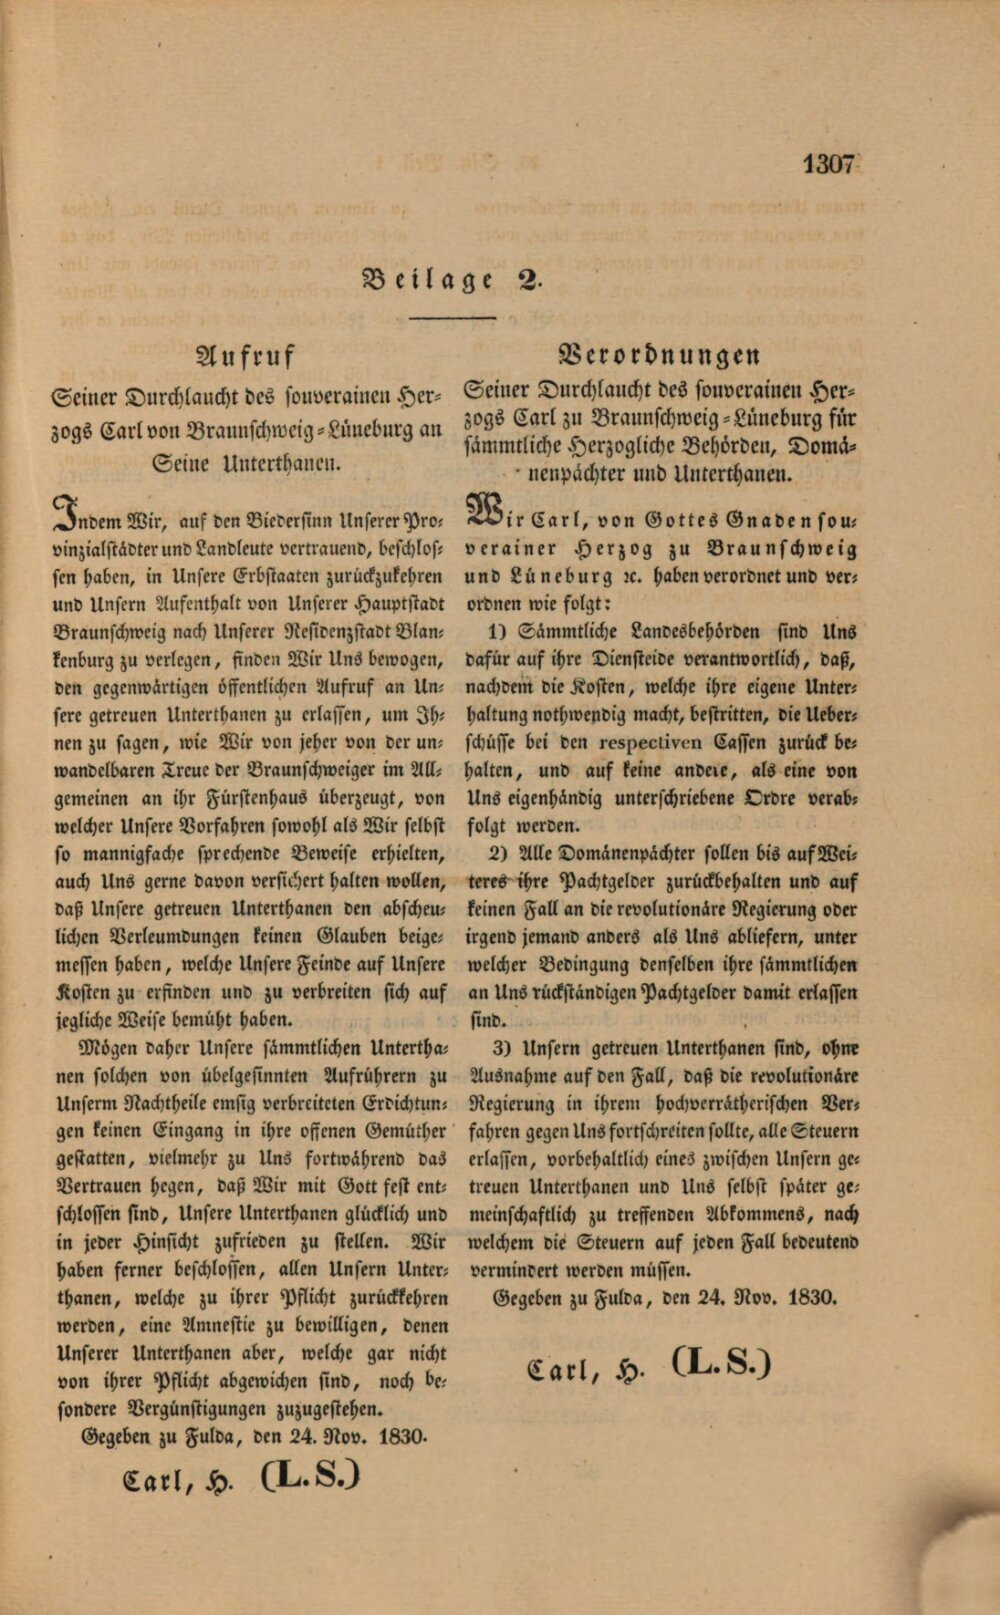 1307
Beilage 2.
Aufruf
Seiner Durchlaucht des souverainen Her-
zogs Carl von Braunschweig-Lüneburg an
Seine Unterthanen.
Indem Wir, auf den Biedersinn Unserer Pro-
vinzialstädter und Landleute vertrauend, beschlos-
sen haben, in Unsere Erbstaaten zurückzukehren
und Unsern Aufenthalt von Unserer Hauptstadt
Braunschweig nach Unserer Residenzstadt Blan-
kenburg zu verlegen, finden Wir Uns bewogen,
den gegenwärtigen öffentlichen Aufruf an Un-
sere getreuen Unterthanen zu erlassen, um Ih-
nen zu sagen, wie Wir von jeher von der un-
wandelbaren Treue der Braunschweiger im All-
gemeinen an ihr Fürstenhaus überzeugt, von
welcher Unsere Vorfahren sowohl als Wir selbst
so mannigfache sprechende Beweise erhielten,
auch Uns gerne davon versichert halten wollen,
daß Unsere getreuen Unterthanen den abscheu-
lichen Verleumdungen keinen Glauben beige-
messen haben, welche Unsere Feinde auf Unsere
Kosten zu erfinden und zu verbreiten sich auf
jegliche Weise bemüht haben.
Mögen daher Unsere sämmtlichen Untertha-
nen solchen von übelgesinnten Aufrührern zu
Unserm Nachtheile emsig verbreiteten Erdichtun-
gen keinen Eingang in ihre offenen Gemüther
gestatten, vielmehr zu Uns fortwährend das
Vertrauen hegen, daß Wir mit Gott fest ent-
schlossen sind, Unsere Unterthanen glücklich und
in jeder Hinsicht zufrieden zu stellen. Wir
haben ferner beschlossen, allen Unsern Unter-
thanen, welche zu ihrer Pflicht zurückkehren
werden, eine Amnestie zu bewilligen, denen
Unserer Unterthanen aber, welche gar nicht
von ihrer Pflicht abgewichen sind, noch be-
sondere Vergünstigungen zuzugestehen.
Gegeben zu Fulda, den 24. Nov. 1830.
Carl, H. (L. S.)
Verordnungen
Seiner Durchlaucht des souverainen Her-
zogs Carl zu Braunschweig-Lüneburg für
sämmtliche Herzogliche Behörden, Domä-
nenpächter und Unterthanen.
Wir Carl, von Gottes Gnaden sou-
verainer Herzog zu Braunschweig
und Lüneburg ꝛc. haben verordnet und ver-
ordnen wie folgt:
1) Sämmtliche Landesbehörden sind Uns
dafür auf ihre Diensteide verantwortlich, daß,
nachdem die Kosten, welche ihre eigene Unter-
haltung nothwendig macht, bestritten, die Ueber-
schüsse bei den respectiven Cassen zurück be-
halten, und auf keine andere, als eine von
Uns eigenhändig unterschriebene Ordre verab-
folgt werden.
2) Alle Domänenpächter sollen bis auf Wei-
teres ihre Pachtgelder zurückbehalten und auf
keinen Fall an die revolutionäre Regierung oder
irgend jemand anders als Uns abliefern, unter
welcher Bedingung denselben ihre sämmtlichen
an Uns rückständigen Pachtgelder damit erlassen
sind.
3) Unsern getreuen Unterthanen sind, ohne
Ausnahme auf den Fall, daß die revolutionäre
Regierung in ihrem hochverrätherischen Ver-
fahren gegen Uns fortschreiten sollte, alle Steuern
erlassen, vorbehaltlich eines zwischen Unsern ge-
treuen Unterthanen und Uns selbst später ge-
meinschaftlich zu treffenden Abkommens, nach
welchem die Steuern auf jeden Fall bedeutend
vermindert werden müssen.
Gegeben zu Fulda, den 24. Nov. 1830.
Carl, H. (L. S.)